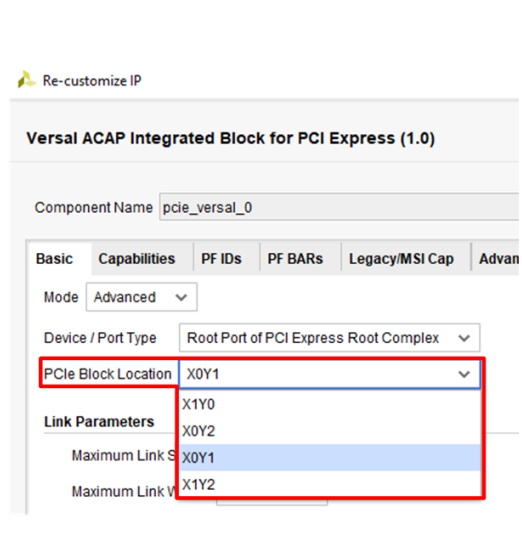 Re-customize IP
Versal ACAP Integrated Block for PCI Express (1.0)
Component Name pcie_versal_0
Basic Capabilities PF IDs PF BARs Legacy/MSI Cap Advan
Mode Advanced
Device / Port Type Root Port of PCI Express Root Complex
PCIe Block Location X0Y1
X1Y0
Link Parameters X0Y2
Maximum Link S X0Y1
Maximum Link W X1Y2